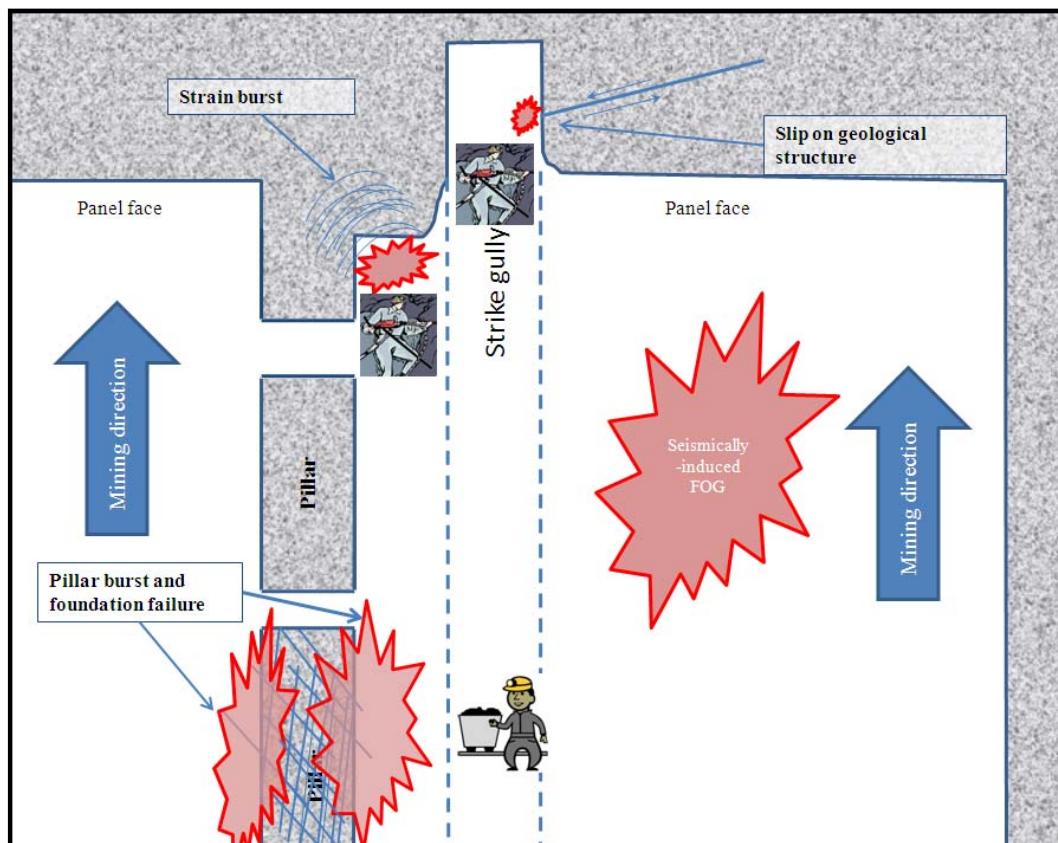 Strain burst
Slip on geological
structure
Panel face
Panel face
Strike gully
Mining direction
Seismically
-induced
FOG
Mining direction
Pillar
Pillar burst and
foundation failure
Pillar